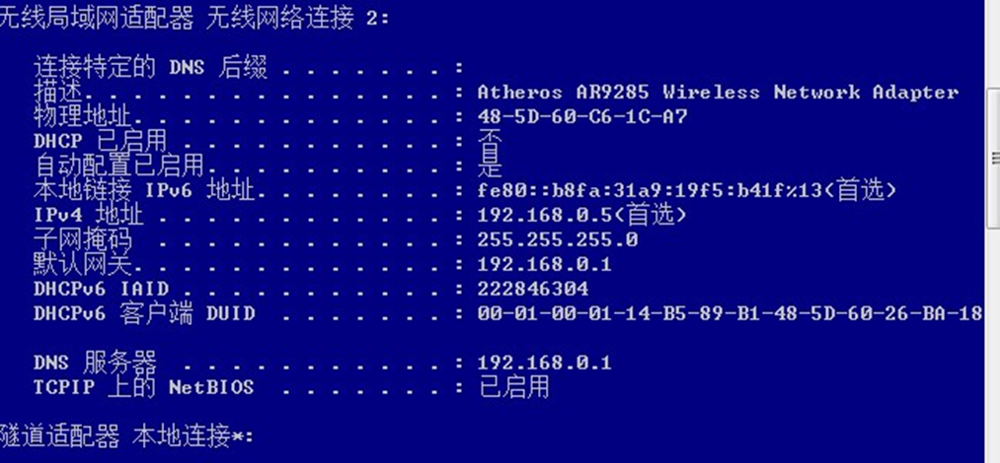 无线局域网适配器 无线网络连接 2:
连接特定的 DNS 后缀 . . . . . . . :
描述. . . . . . . . . . . . . . . : Atheros AR9285 Wireless Network Adapter
物理地址. . . . . . . . . . . . . : 48-5D-60-C6-1C-A7
DHCP 已启用 . . . . . . . . . . . : 否
自动配置已启用. . . . . . . . . . : 是
本地链接 IPv6 地址. . . . . . . . : fe80::b8fa:31a9:19f5:b41f%13(首选)
IPv4 地址 . . . . . . . . . . . . : 192.168.0.5(首选)
子网掩码 . . . . . . . . . . . . : 255.255.255.0
默认网关. . . . . . . . . . . . . : 192.168.0.1
DHCPv6 IAID . . . . . . . . . . . : 222846304
DHCPv6 客户端 DUID . . . . . . . : 00-01-00-01-14-B5-89-B1-48-5D-60-26-BA-18
DNS 服务器 . . . . . . . . . . . : 192.168.0.1
TCPIP 上的 NetBIOS . . . . . . . : 已启用
隧道适配器 本地连接*: